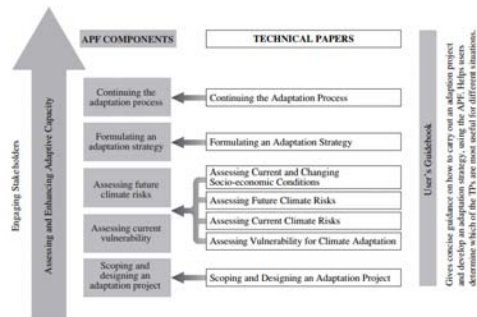 Engaging Stakeholders
Assessing and Enhancing Adaptive Capacity
APF COMPONENTS
Continuing the
adaptation process
Formulating an
adaptation strategy
Assessing future
climate risks
Assessing current
vulnerability
Scoping and
designing an
adaptation project
TECHNICAL PAPERS
Continuing the Adaptation Process
Formulating an Adaptation Strategy
Assessing Current and Changing
Socio-economic Conditions
Assessing Future Climate Risks
Assessing Current Climate Risks
Assessing Vulnerability for Climate Adaptation
Scoping and Designing an Adaptation Project
User's Guidebook
Gives concise guidance on how to carry out an adaption project
and develop an adaptation strategy, using the APF. Helps users
determine which of the TPs are most useful for different situations.